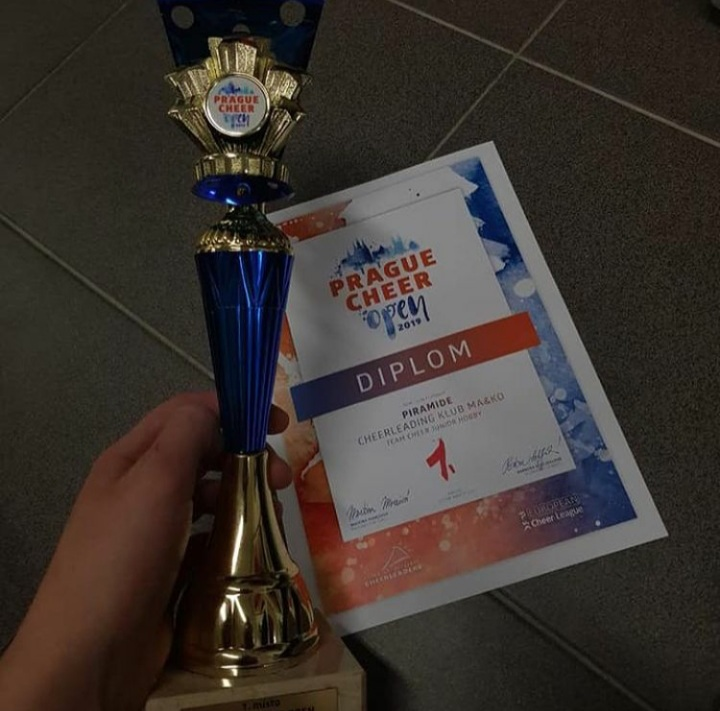 PRAGUE
CHEER
open
PRAGUE
CHEER
open
2019
DIPLOM
PIRAMIDE
CHEERLEADING KLUB MA&KO
TEAM CHEER JUNIOR HOBBY
1.
EUROPEAN
Cheer League
1. místo